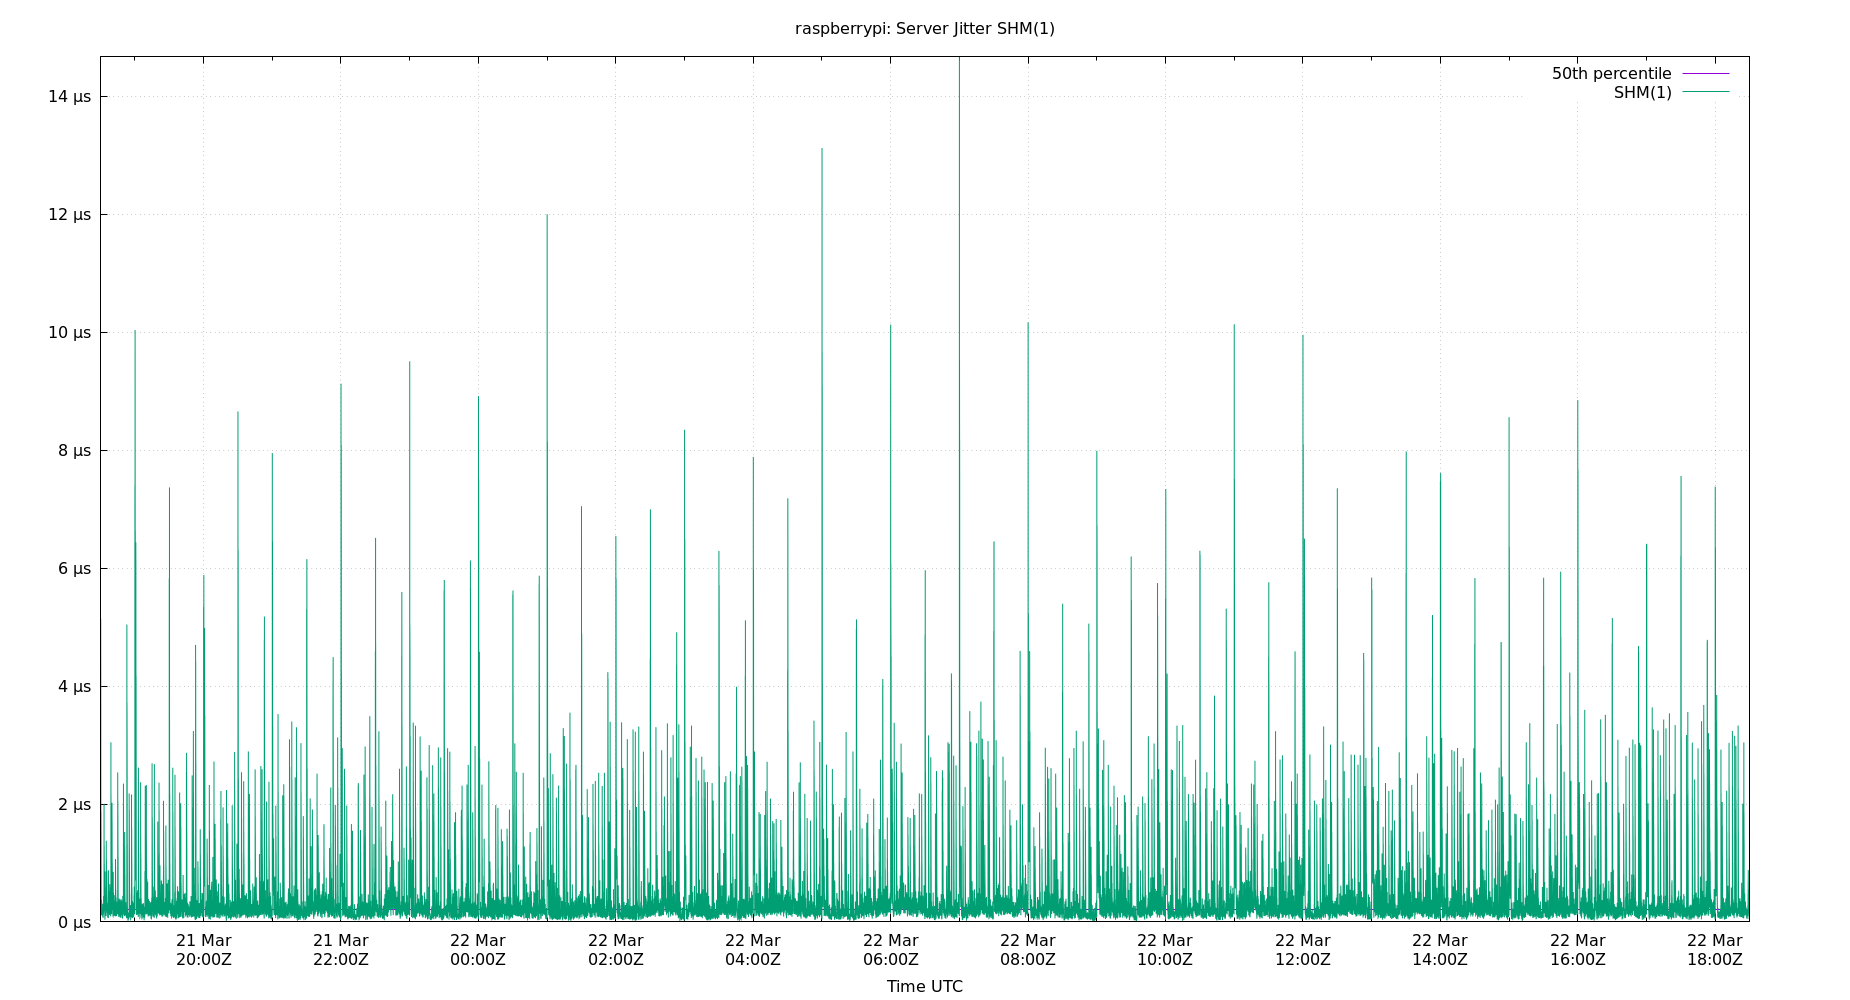 raspberrypi: Server Jitter SHM(1)
50th percentile
SHM(1)
14 µs
12 µs
10 µs
8 µs
6 µs
4 µs
2 µs
0 µs
21 Mar 21 Mar 22 Mar 22 Mar 22 Mar 22 Mar 22 Mar 22 Mar 22 Mar 22 Mar 22 Mar 22 Mar
20:00Z 22:00Z 00:00Z 02:00Z 04:00Z 06:00Z 08:00Z 10:00Z 12:00Z 14:00Z 16:00Z 18:00Z
Time UTC